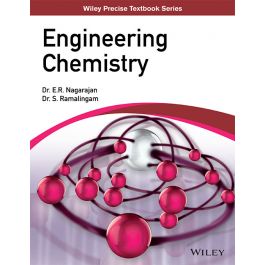 Wiley Precise Textbook Series
Engineering
Chemistry
Dr. E.R. Nagarajan
Dr. S. Ramalingam
WILEY